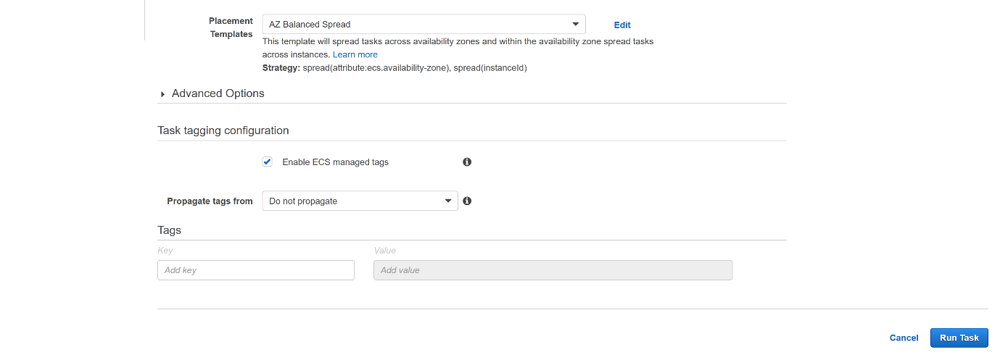 Placement
Templates
AZ Balanced Spread
Edit
This template will spread tasks across availability zones and within the availability zone spread tasks
across instances. Learn more
Strategy: spread(attribute:ecs.availability-zone), spread(instanceId)
Advanced Options
Task tagging configuration
Enable ECS managed tags
Propagate tags from
Do not propagate
Tags
Key Value
Add key Add value
Cancel Run Task